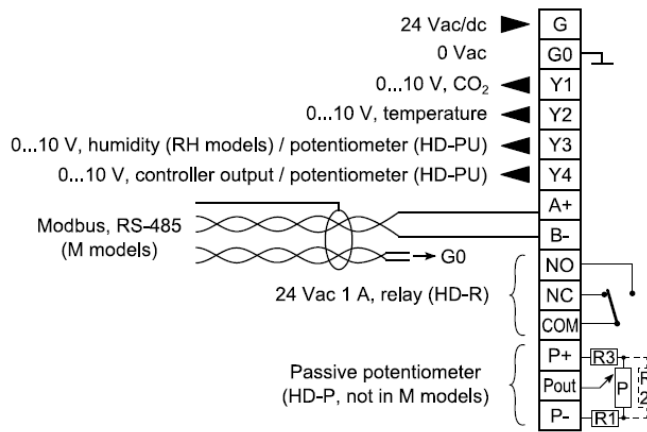 24 Vac/dc G
0 Vac G0
0...10 V, CO₂ Y1
0...10 V, temperature Y2
0...10 V, humidity (RH models) / potentiometer (HD-PU) Y3
0...10 V, controller output / potentiometer (HD-PU) Y4
A+
Modbus, RS-485
(M models)
B-
G0
NO
24 Vac 1 A, relay (HD-R) NC
COM
P+ R3
Passive potentiometer
(HD-P, not in M models)
Pout P R2
P- R1